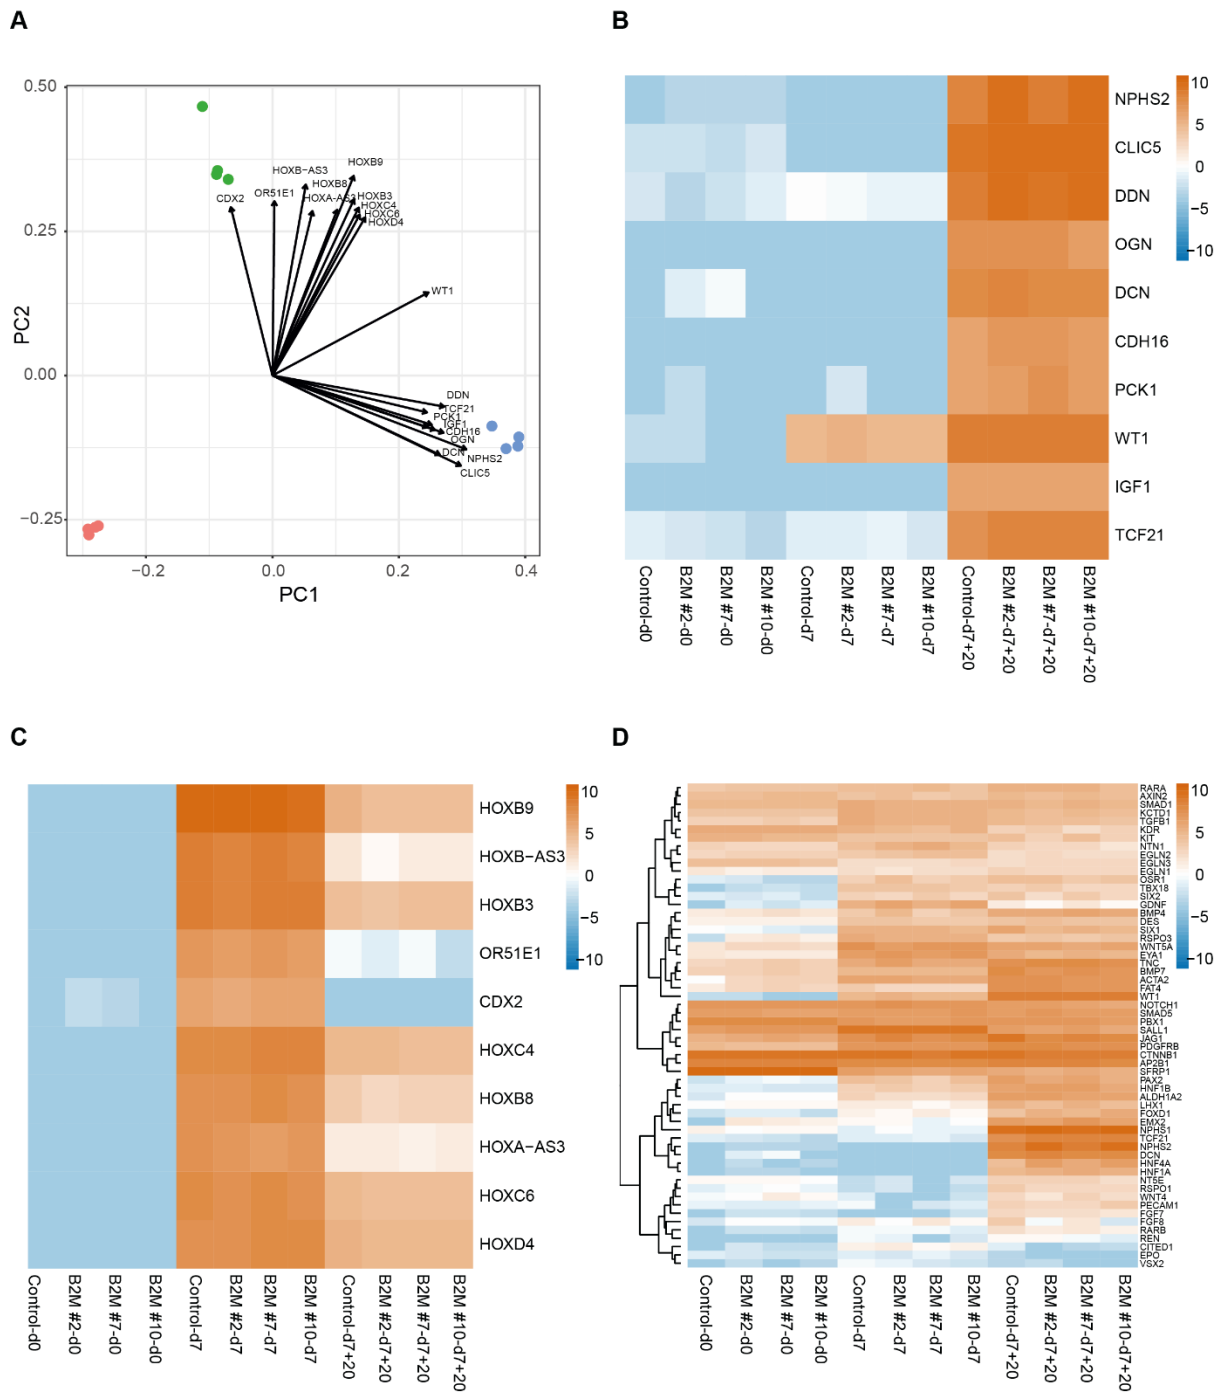 A
B
0.50
0.25
0.00
−0.25
PC2
−0.2
0.0
0.2
0.4
PC1
HOXB9
HOXB−AS3
HOXB8
OR51E1
CDX2
HOXB3
HOXC4
HOXC6
HOXD4
WT1
DDN
TCF21
PCK1
IGF1
CDH16
OGN
DCN
NPHS2
CLIC5
NPHS2
CLIC5
DDN
OGN
DCN
CDH16
PCK1
WT1
IGF1
TCF21
10
5
0
−5
−10
Control-d0
B2M #2-d0
B2M #7-d0
B2M #10-d0
Control-d7
B2M #2-d7
B2M #7-d7
B2M #10-d7
Control-d7+20
B2M #2-d7+20
B2M #7-d7+20
B2M #10-d7+20
C
D
HOXB9
HOXB−AS3
HOXB3
OR51E1
CDX2
HOXC4
HOXB8
HOXA−AS3
HOXC6
HOXD4
10
5
0
−5
−10
Control-d0
B2M #2-d0
B2M #7-d0
B2M #10-d0
Control-d7
B2M #2-d7
B2M #7-d7
B2M #10-d7
Control-d7+20
B2M #2-d7+20
B2M #7-d7+20
B2M #10-d7+20
RARA
AXIN2
SMAD1
KCTD1
TGFB1
KDR
KIT
NTN1
EGLN2
EGLN3
EGLN1
OSR1
TBX18
SIX2
GDNF
BMP4
DES
SIX1
RSPO3
WNT5A
EYA1
TNC
BMP7
ACTA2
FAT4
WT1
NOTCH1
SMAD5
PBX1
SALL1
JAG1
PDGFRB
CTNNB1
AP2B1
SFRP1
PAX2
HNF1B
ALDH1A2
LHX1
FOXD1
EMX2
NPHS1
TCF21
NPHS2
DCN
HNF4A
HNF1A
NT5E
RSPO1
WNT4
PECAM1
FGF7
FGF8
RARB
REN
CITED1
EPO
VSX2
10
5
0
−5
−10
Control-d0
B2M #2-d0
B2M #7-d0
B2M #10-d0
Control-d7
B2M #2-d7
B2M #7-d7
B2M #10-d7
Control-d7+20
B2M #2-d7+20
B2M #7-d7+20
B2M #10-d7+20